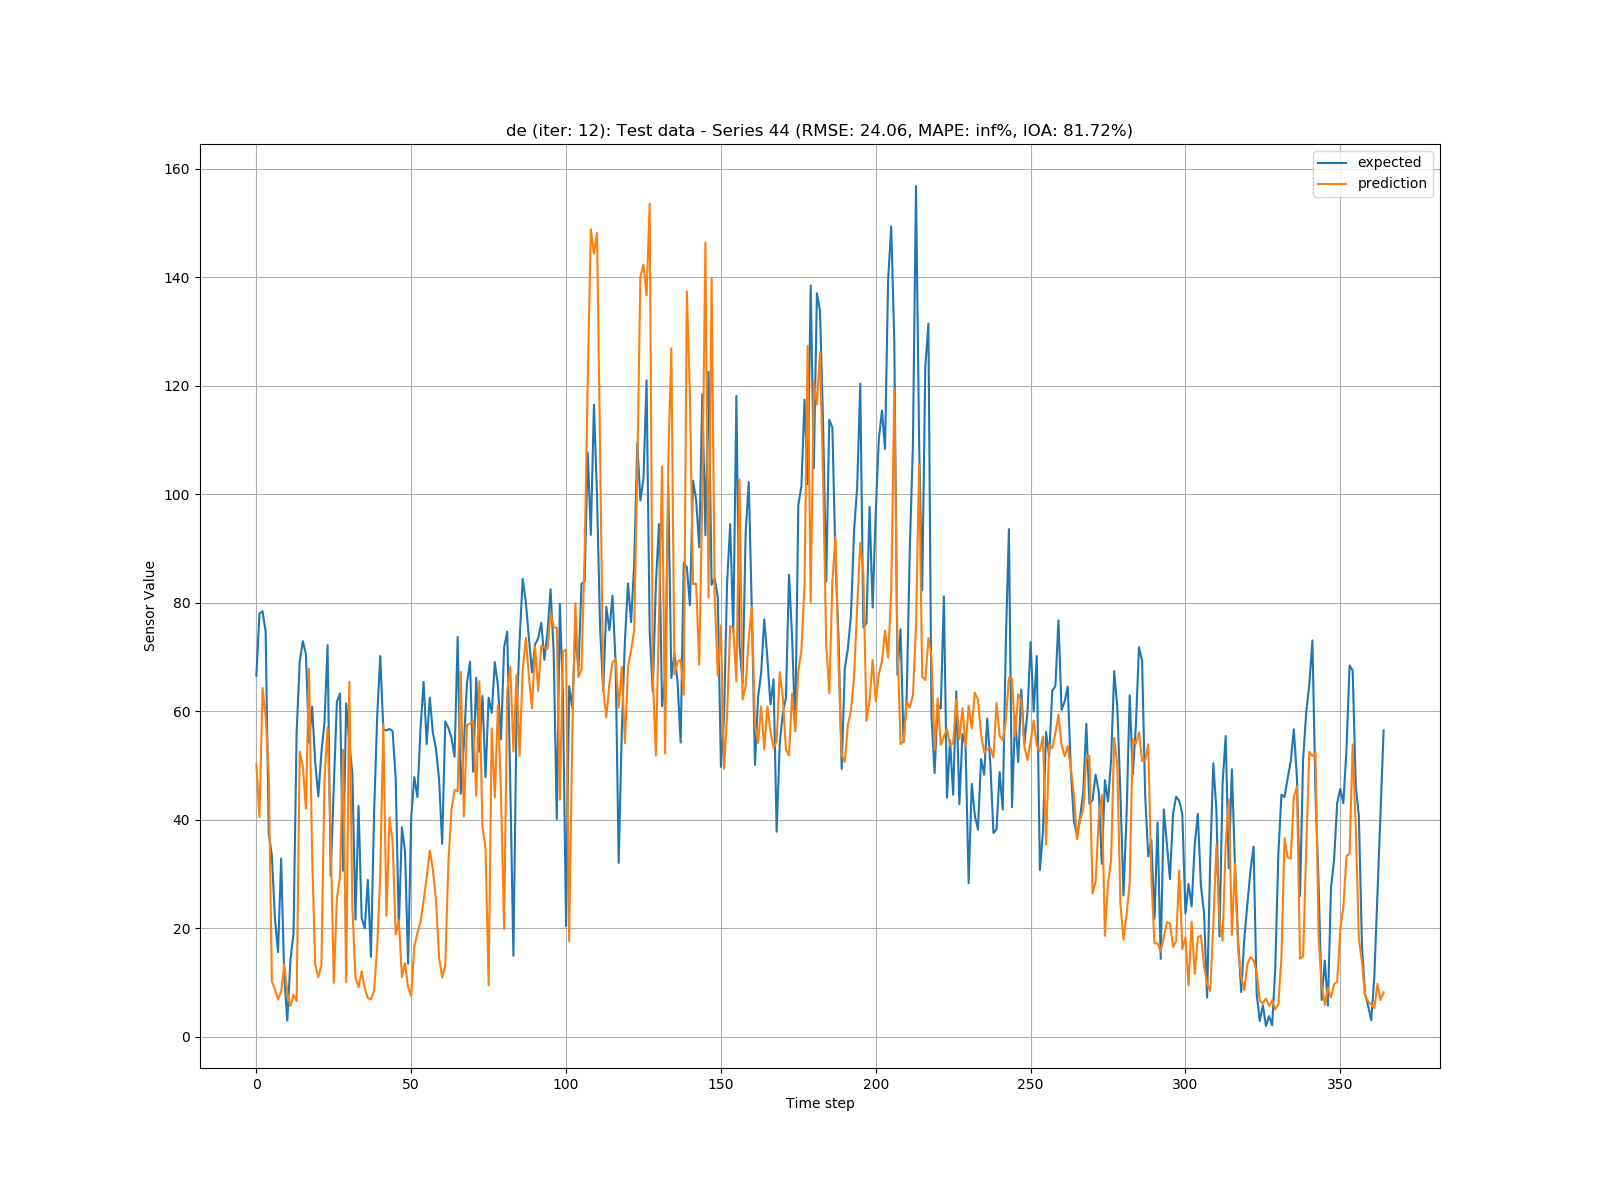 de (iter: 12): Test data - Series 44 (RMSE: 24.06, MAPE: inf%, IOA: 81.72%)
expected
prediction
160
140
120
100
80
60
40
20
0
Sensor Value
0 50 100 150 200 250 300 350
Time step